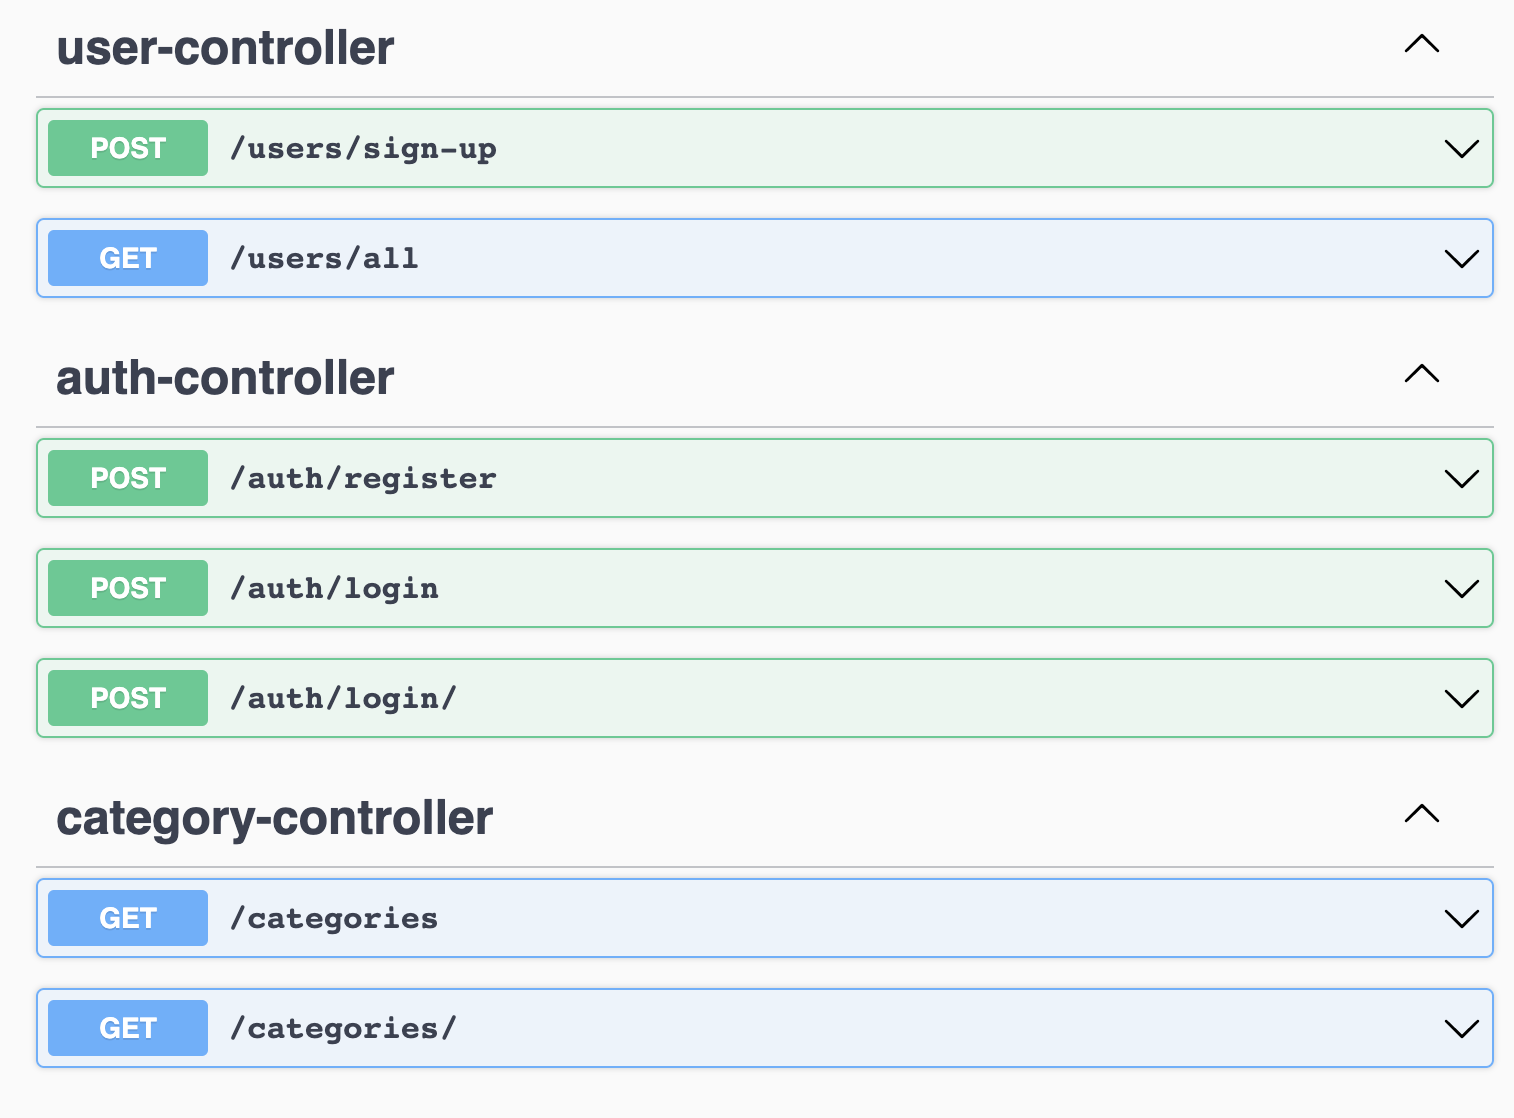 user-controller
POST /users/sign-up
GET /users/all
auth-controller
POST /auth/register
POST /auth/login
POST /auth/login/
category-controller
GET /categories
GET /categories/